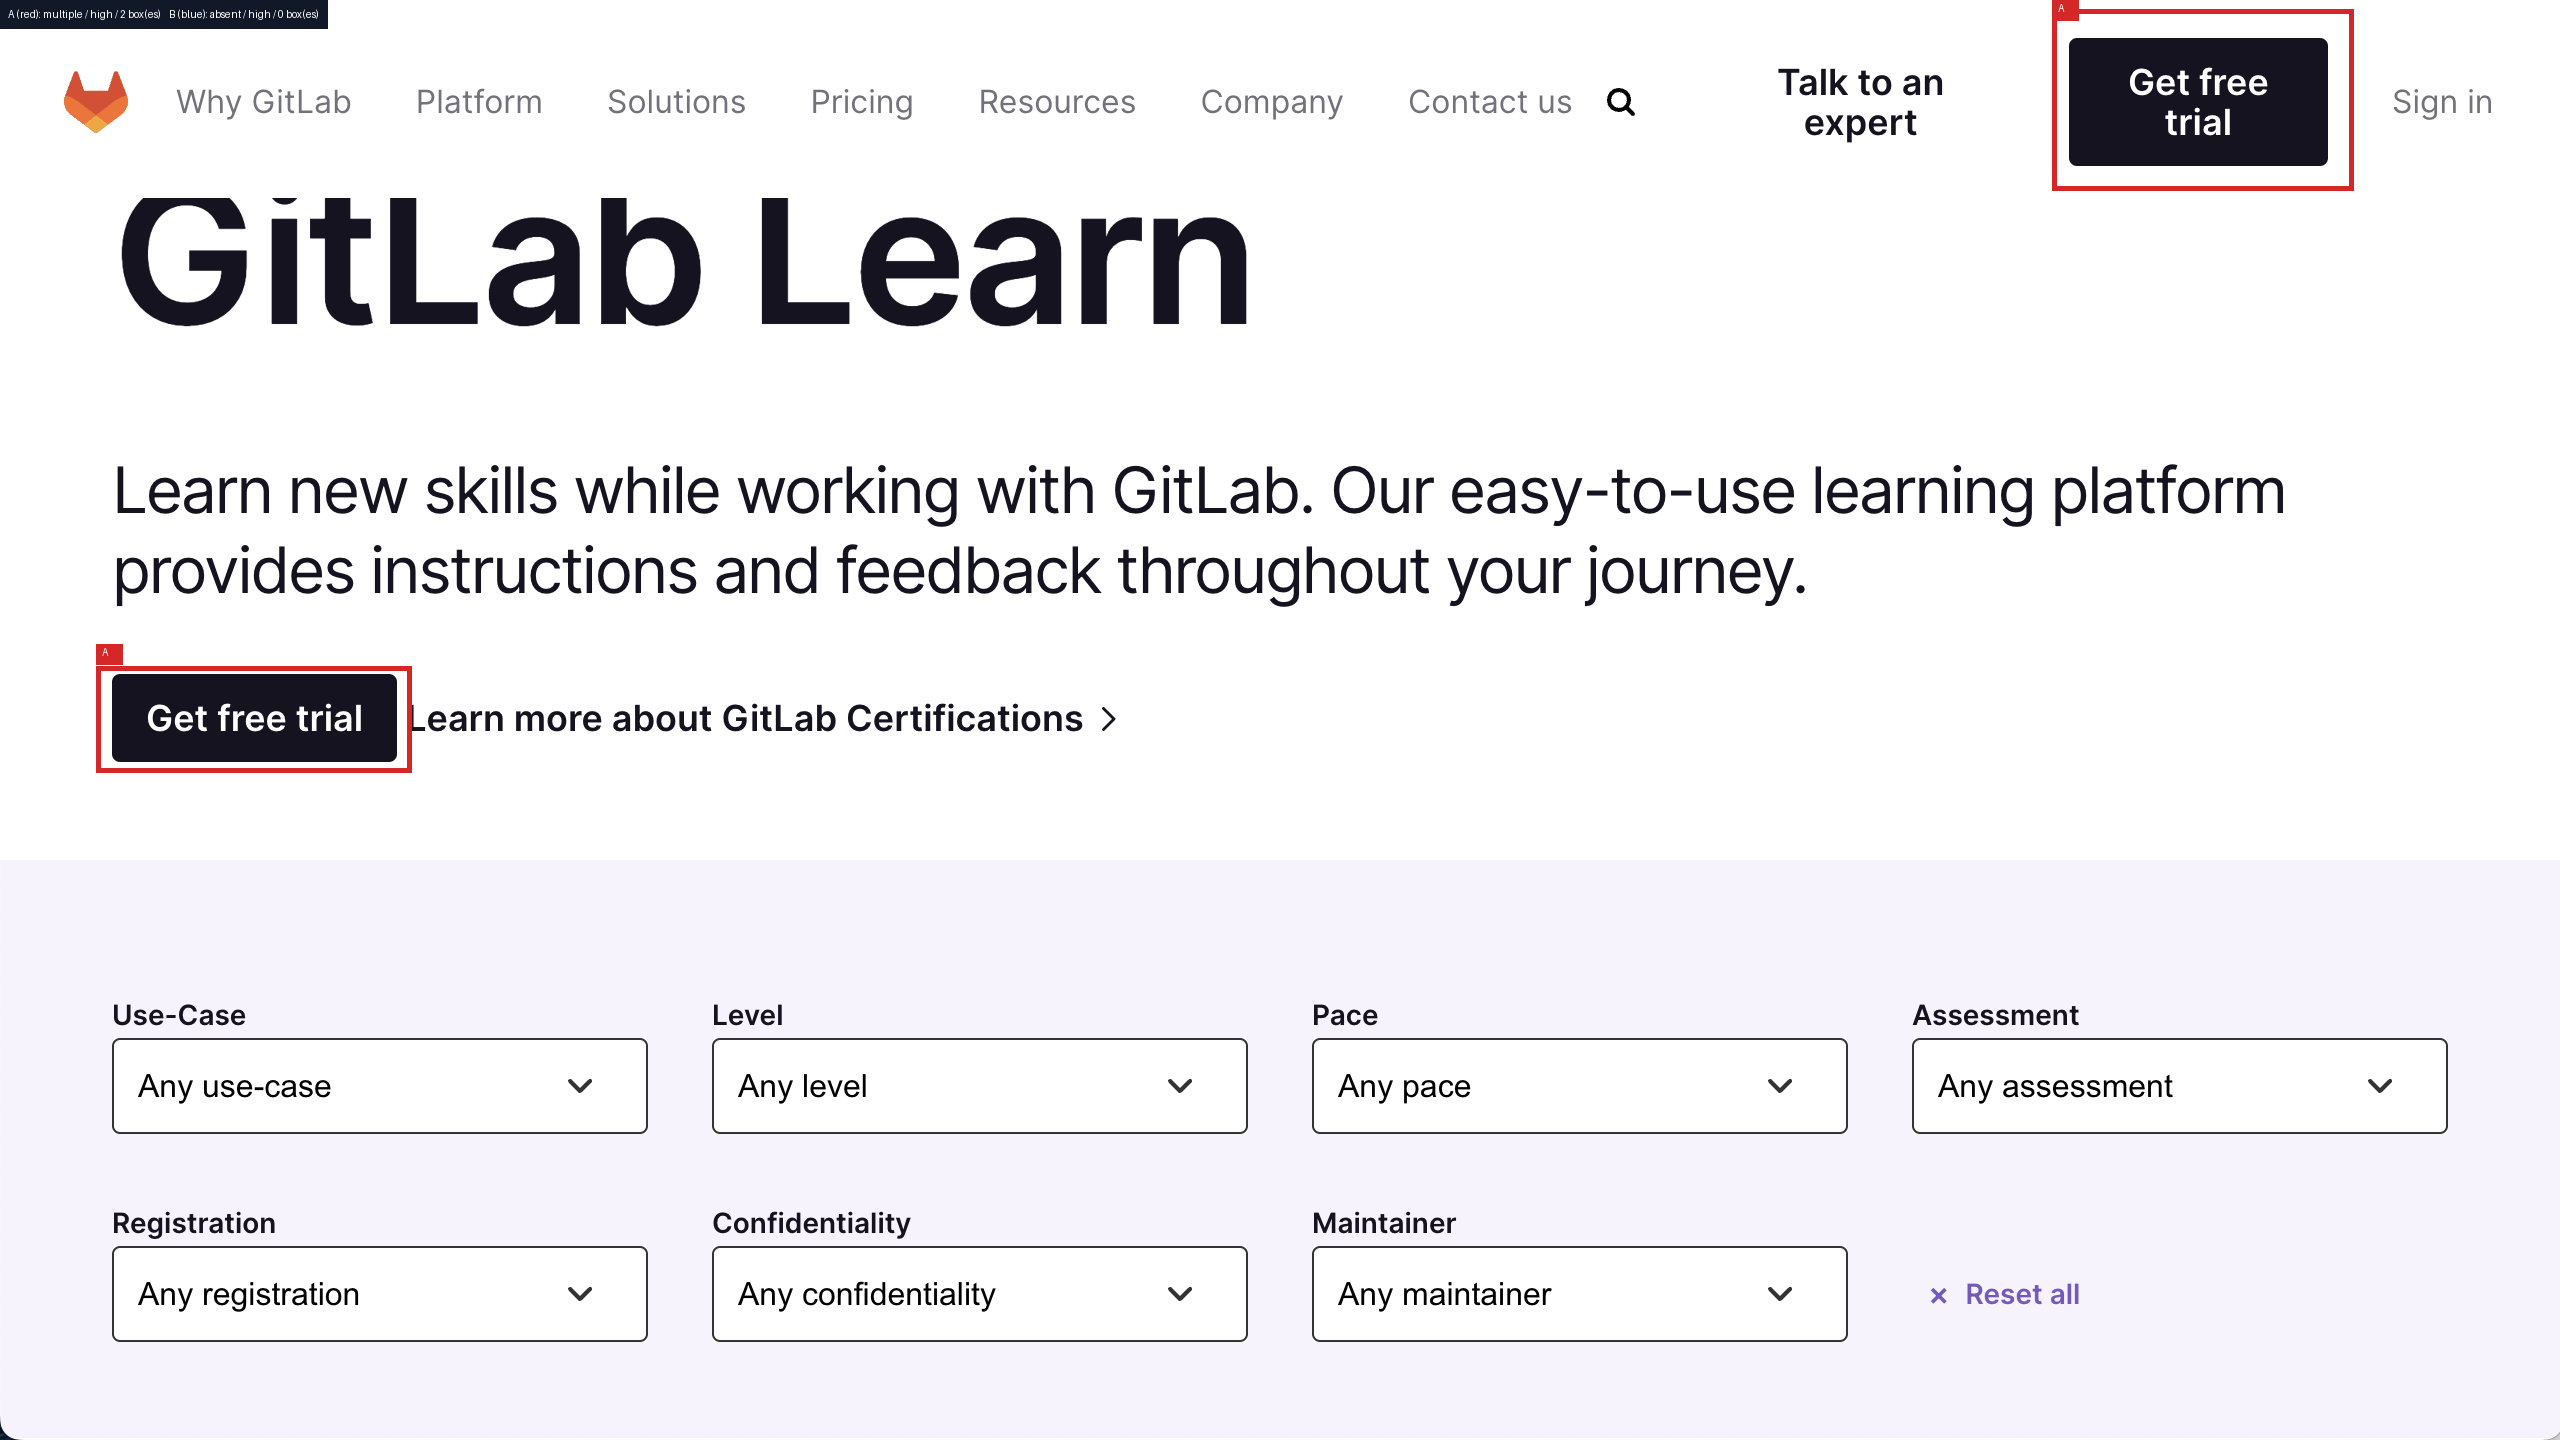 A (red): multiple / high / 2 box(es) B (blue): absent / high / 0 box(es)
A
Why GitLab Platform Solutions Pricing Resources Company Contact us Talk to an expert Get free trial Sign in
GitLab Learn
Learn new skills while working with GitLab. Our easy-to-use learning platform
provides instructions and feedback throughout your journey.
A
Get free trial Learn more about GitLab Certifications
Use-Case Level Pace Assessment
Any use-case Any level Any pace Any assessment
Registration Confidentiality Maintainer
Any registration Any confidentiality Any maintainer × Reset all